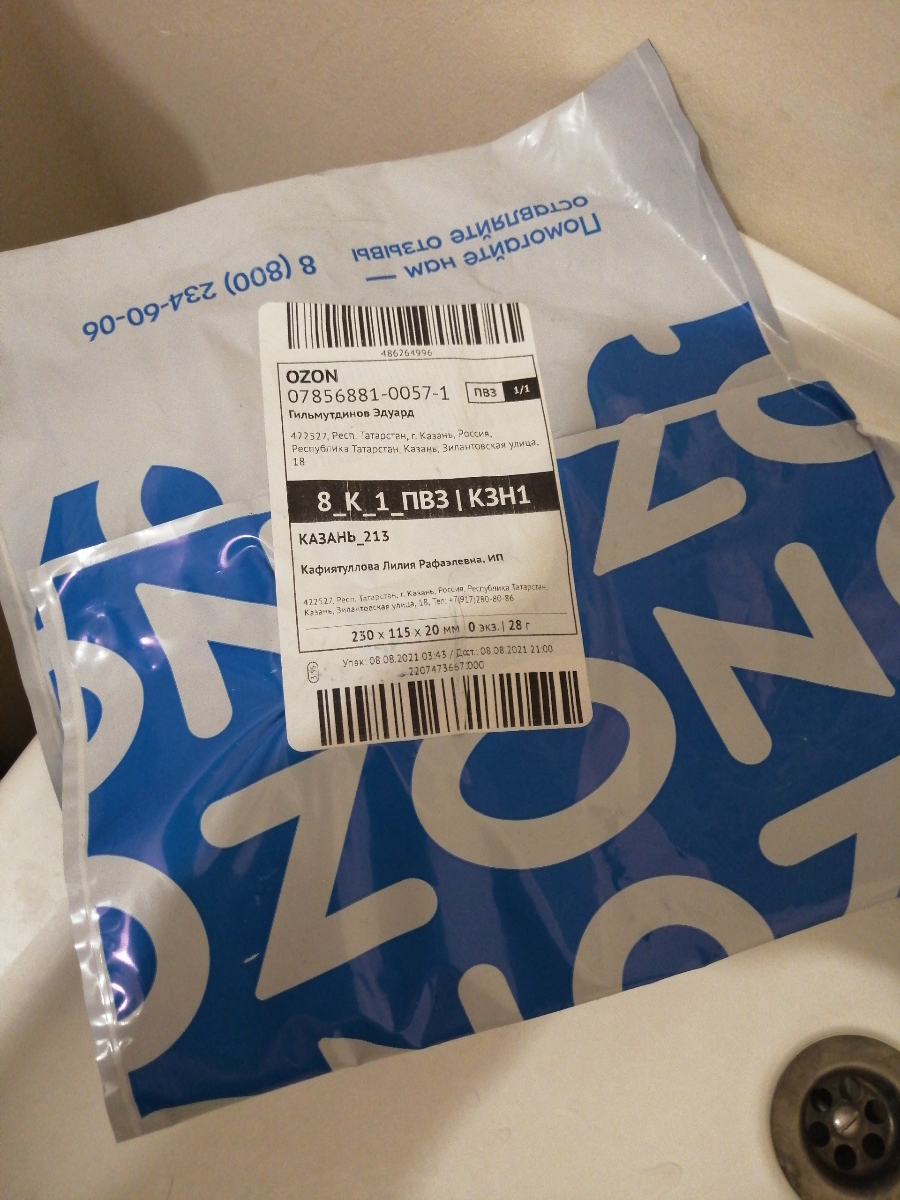 Помогайте нам —
оставляйте отзывы
8 (800) 234-60-06
486264996
OZON
07856881-0057-1
ПВЗ 1/1
Гильмутдинов Эдуард
422527, Респ. Татарстан, г. Казань, Россия,
Республика Татарстан, Казань, Зилантовская улица,
18
8_К_1_ПВЗ | КЗН1
КАЗАНЬ_213
Кафиятуллова Лилия Рафаэлевна, ИП
422527, Респ. Татарстан, г. Казань, Россия, Республика Татарстан,
Казань, Зилантовская улица, 18, Тел: +7(917)280-80-86
230 x 115 x 20 мм | 0 экз. | 28 г
Упак: 08.08.2021 03:43 / Дост.: 08.08.2021 21:00
2207473667000
OZON